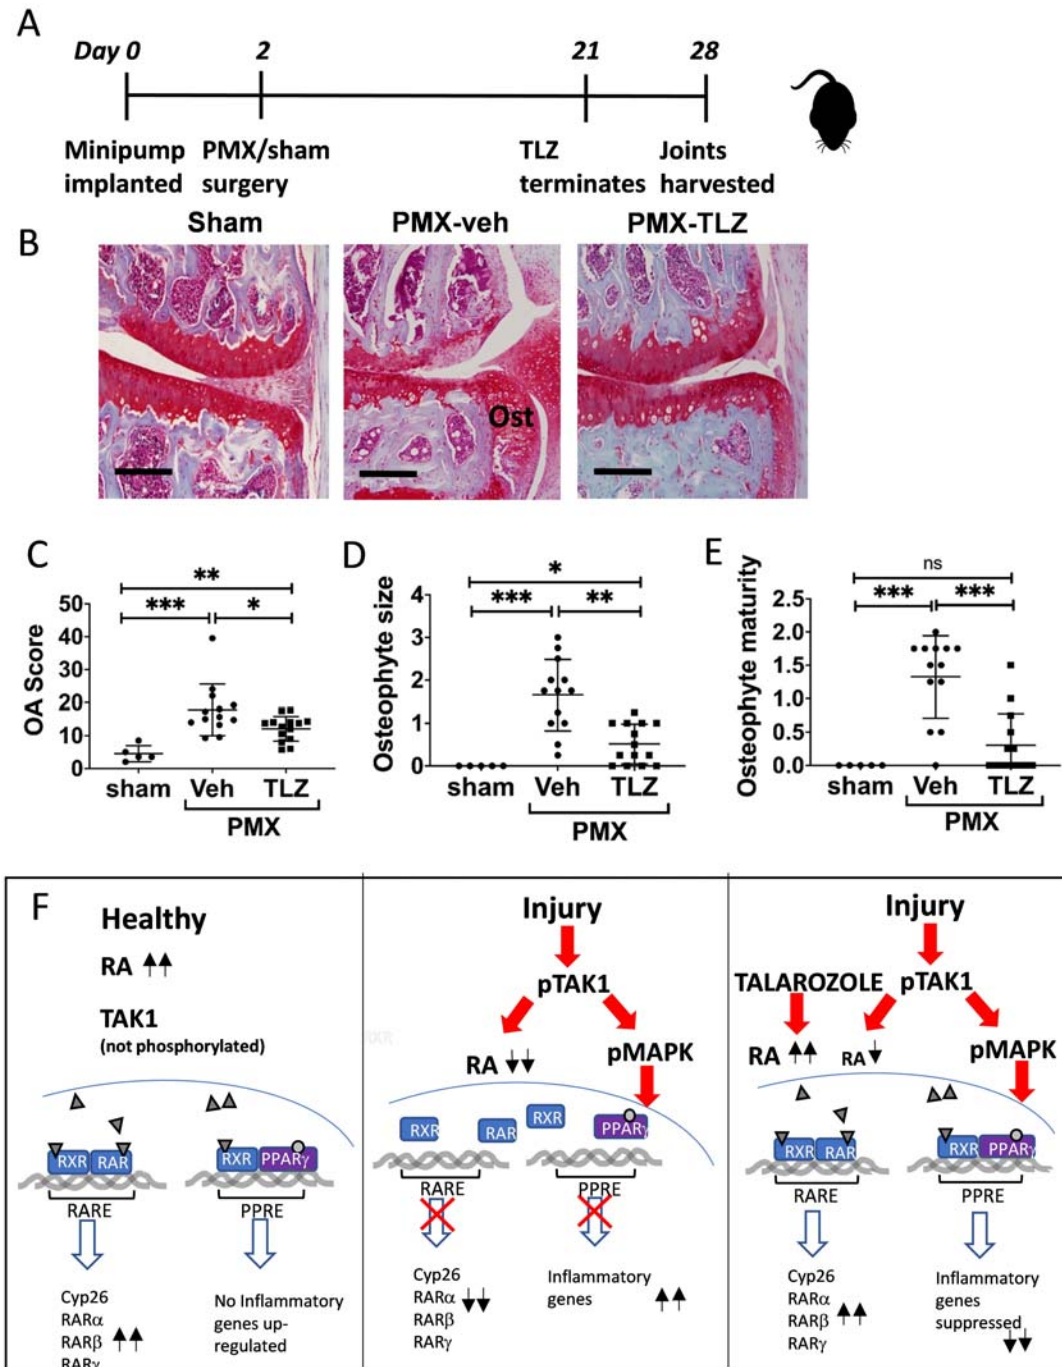 A
Day 0 2 21 28
Minipump implanted
PMX/sham surgery
TLZ terminates
Joints harvested
B
Sham PMX-veh PMX-TLZ
Ost
C
OA Score
50
40
30
20
10
0
**
*** *
sham Veh TLZ
PMX
D
Osteophyte size
4
3
2
1
0
*
*** **
sham Veh TLZ
PMX
E
Osteophyte maturity
2.5
2.0
1.5
1.0
0.5
0.0
ns
*** ***
sham Veh TLZ
PMX
F
Healthy
RA ↑↑
TAK1
(not phosphorylated)
RXR RAR
RXR PPARγ
RARE
PPRE
Cyp26
RARα
RARβ ↑↑
RARγ
No Inflammatory
genes up-
regulated
Injury
pTAK1
RA ↓↓
pMAPK
RXR
RAR
RXR
PPARγ
RARE
PPRE
Cyp26
RARα ↓↓
RARβ
RARγ
Inflammatory
genes ↑↑
Injury
TALAROZOLE pTAK1
RA ↑↑
RA ↓
pMAPK
RXR RAR
RXR PPARγ
RARE
PPRE
Cyp26
RARα
RARβ ↑↑
RARγ
Inflammatory
genes
suppressed ↓↓